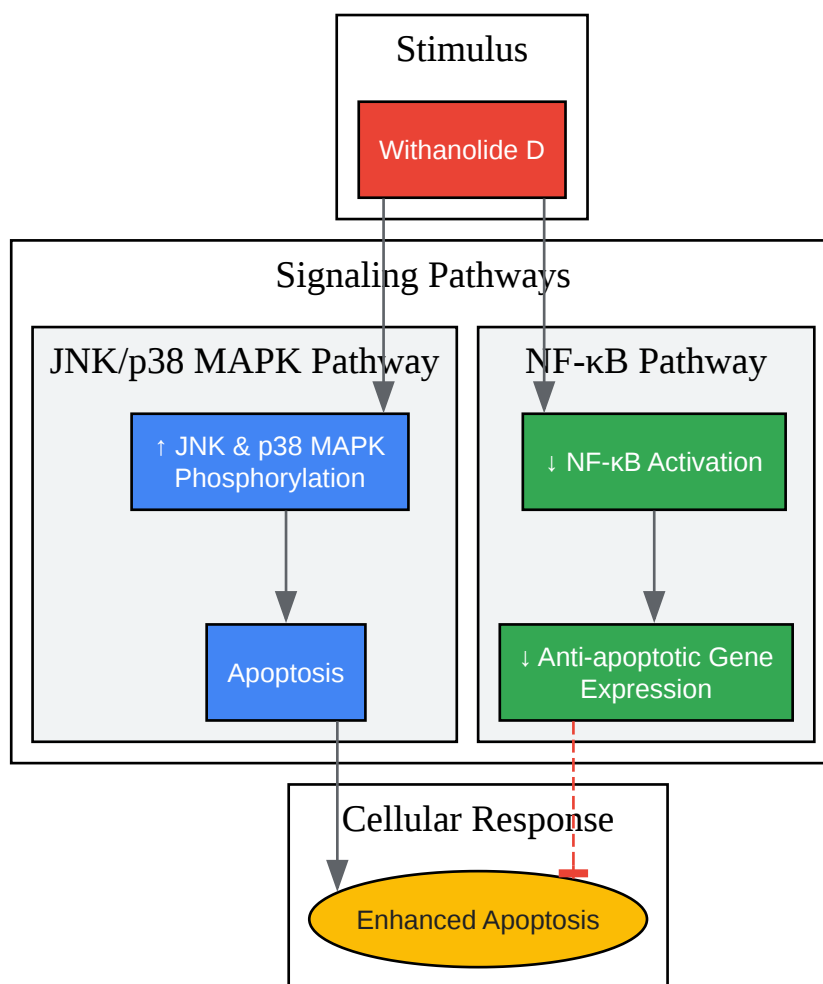 Stimulus
Withanolide D
Signaling Pathways
JNK/p38 MAPK Pathway
↑ JNK & p38 MAPK
Phosphorylation
Apoptosis
NF-κB Pathway
↓ NF-κB Activation
↓ Anti-apoptotic Gene
Expression
Cellular Response
Enhanced Apoptosis